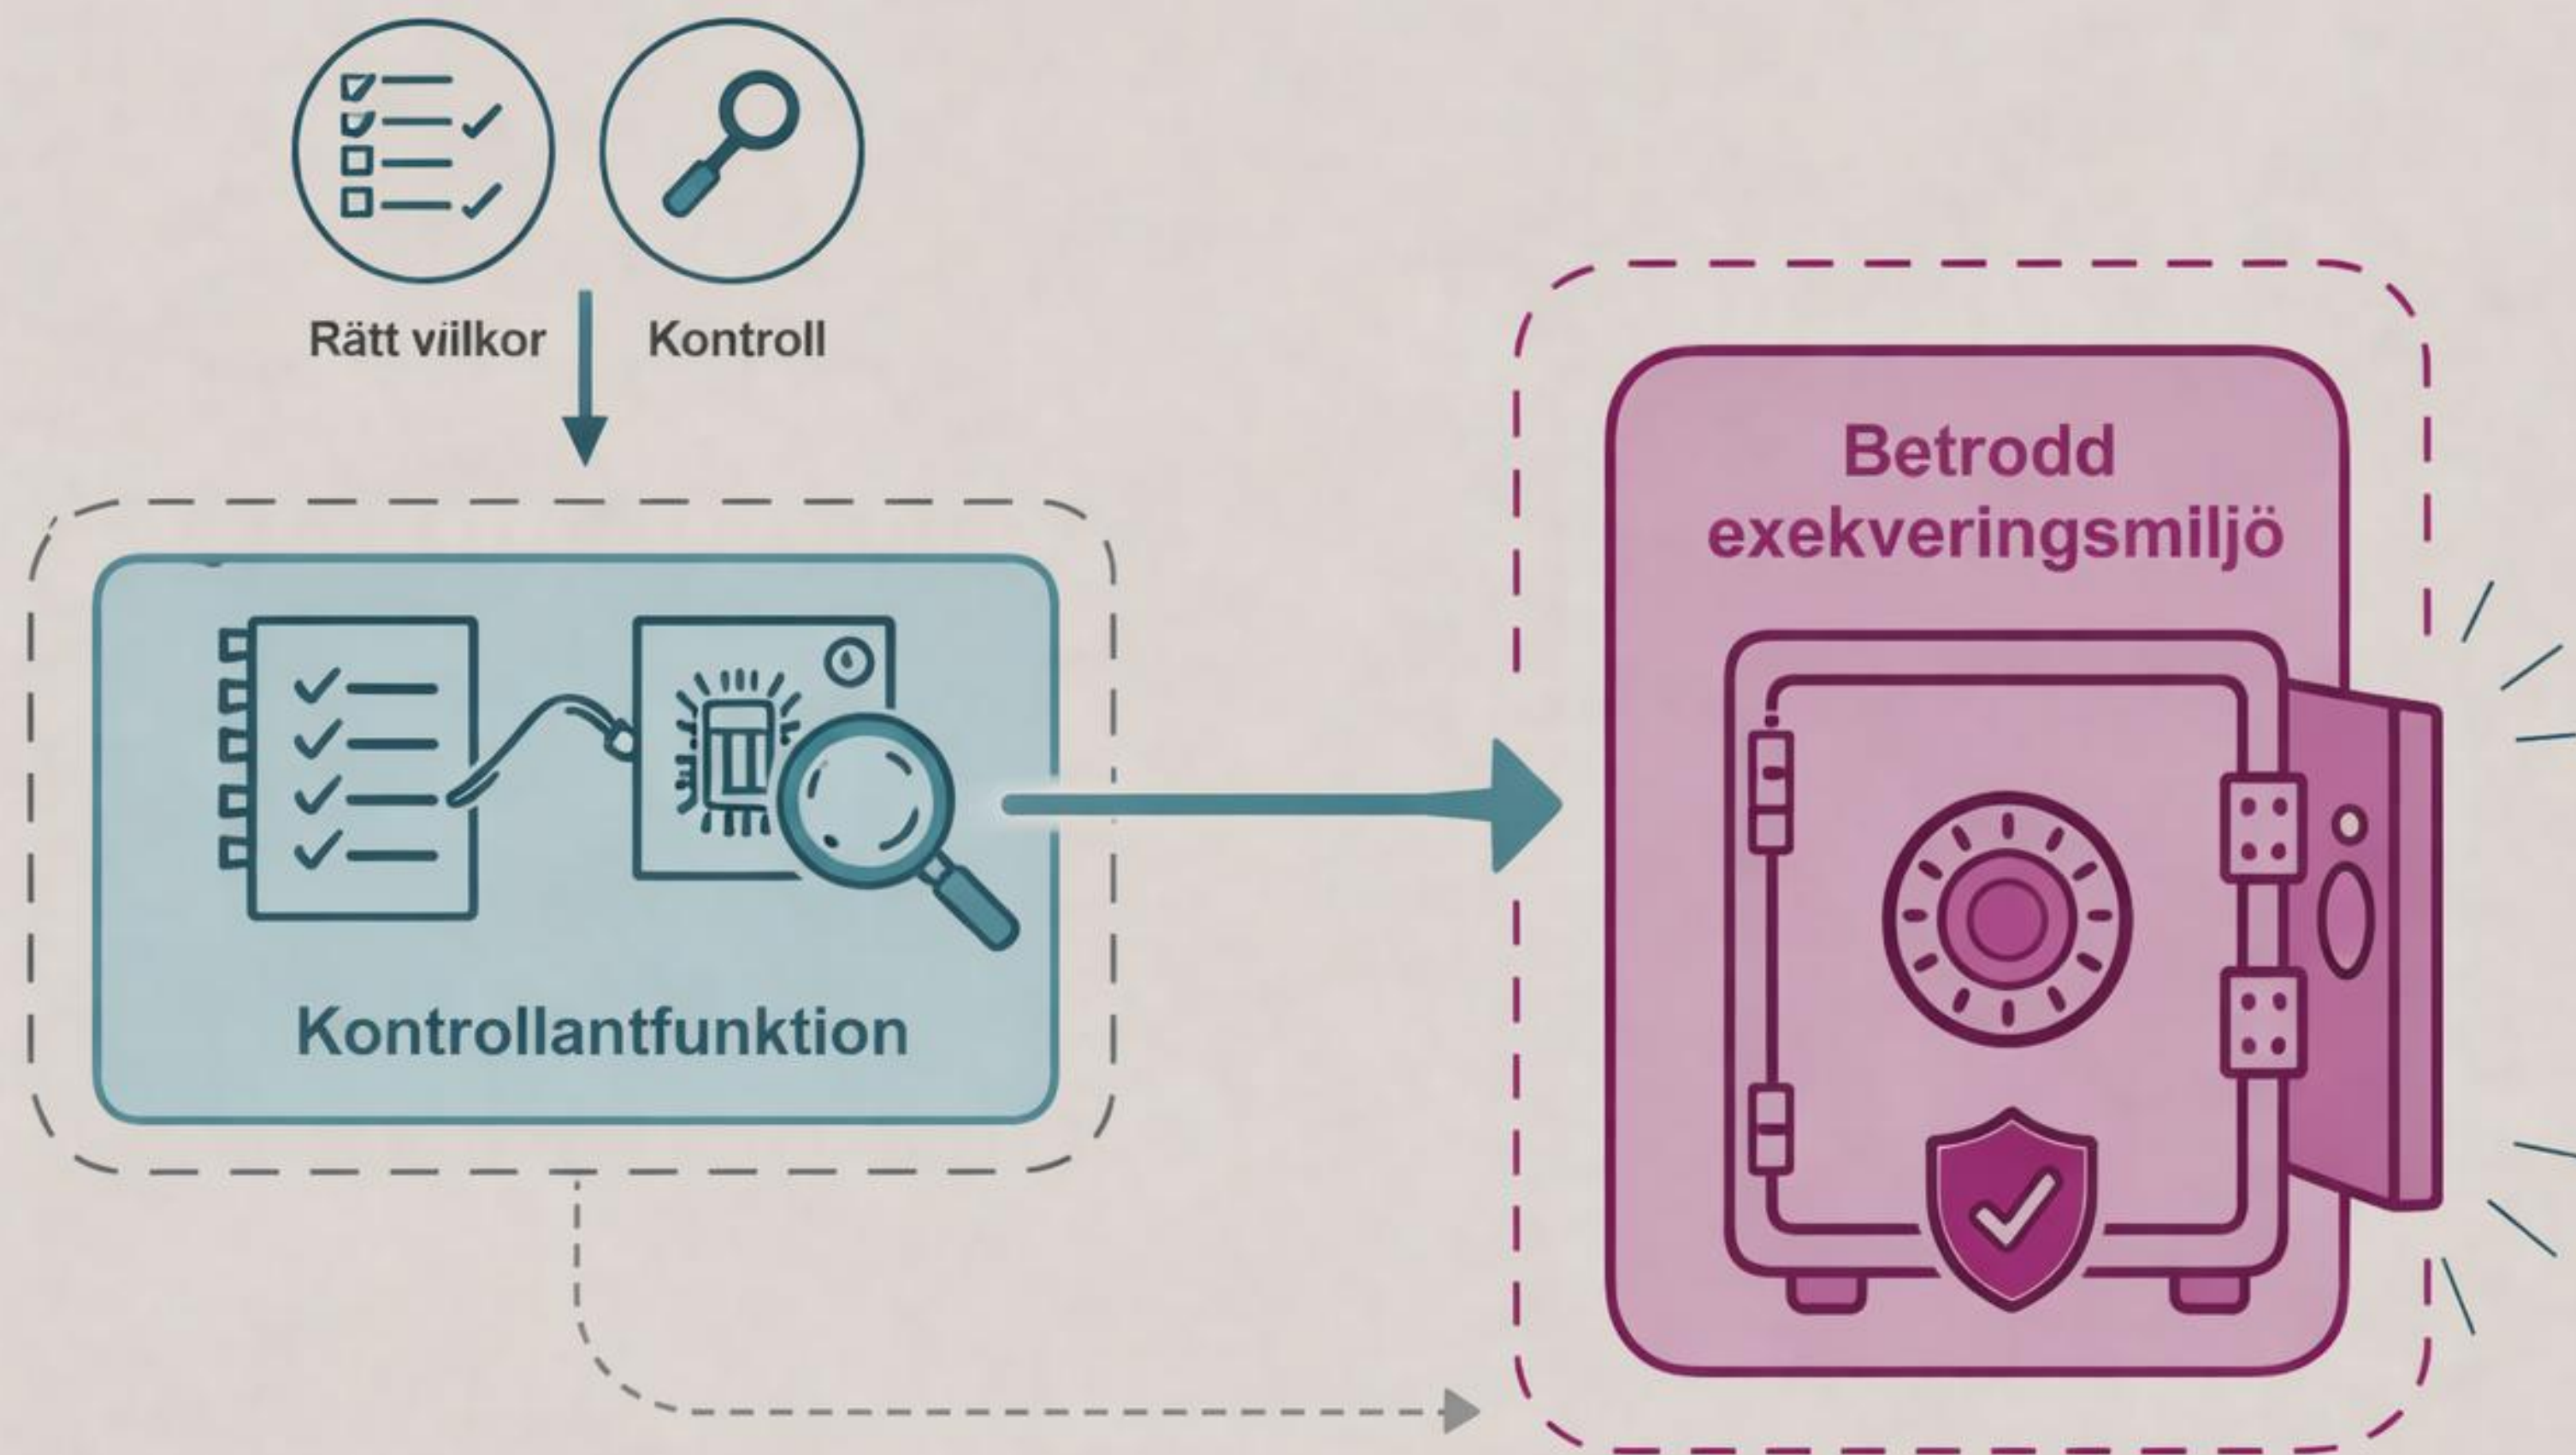 Rätt viilkor
Kontroll
Betrodd
exekveringsmiljö
Kontrollantfunktion